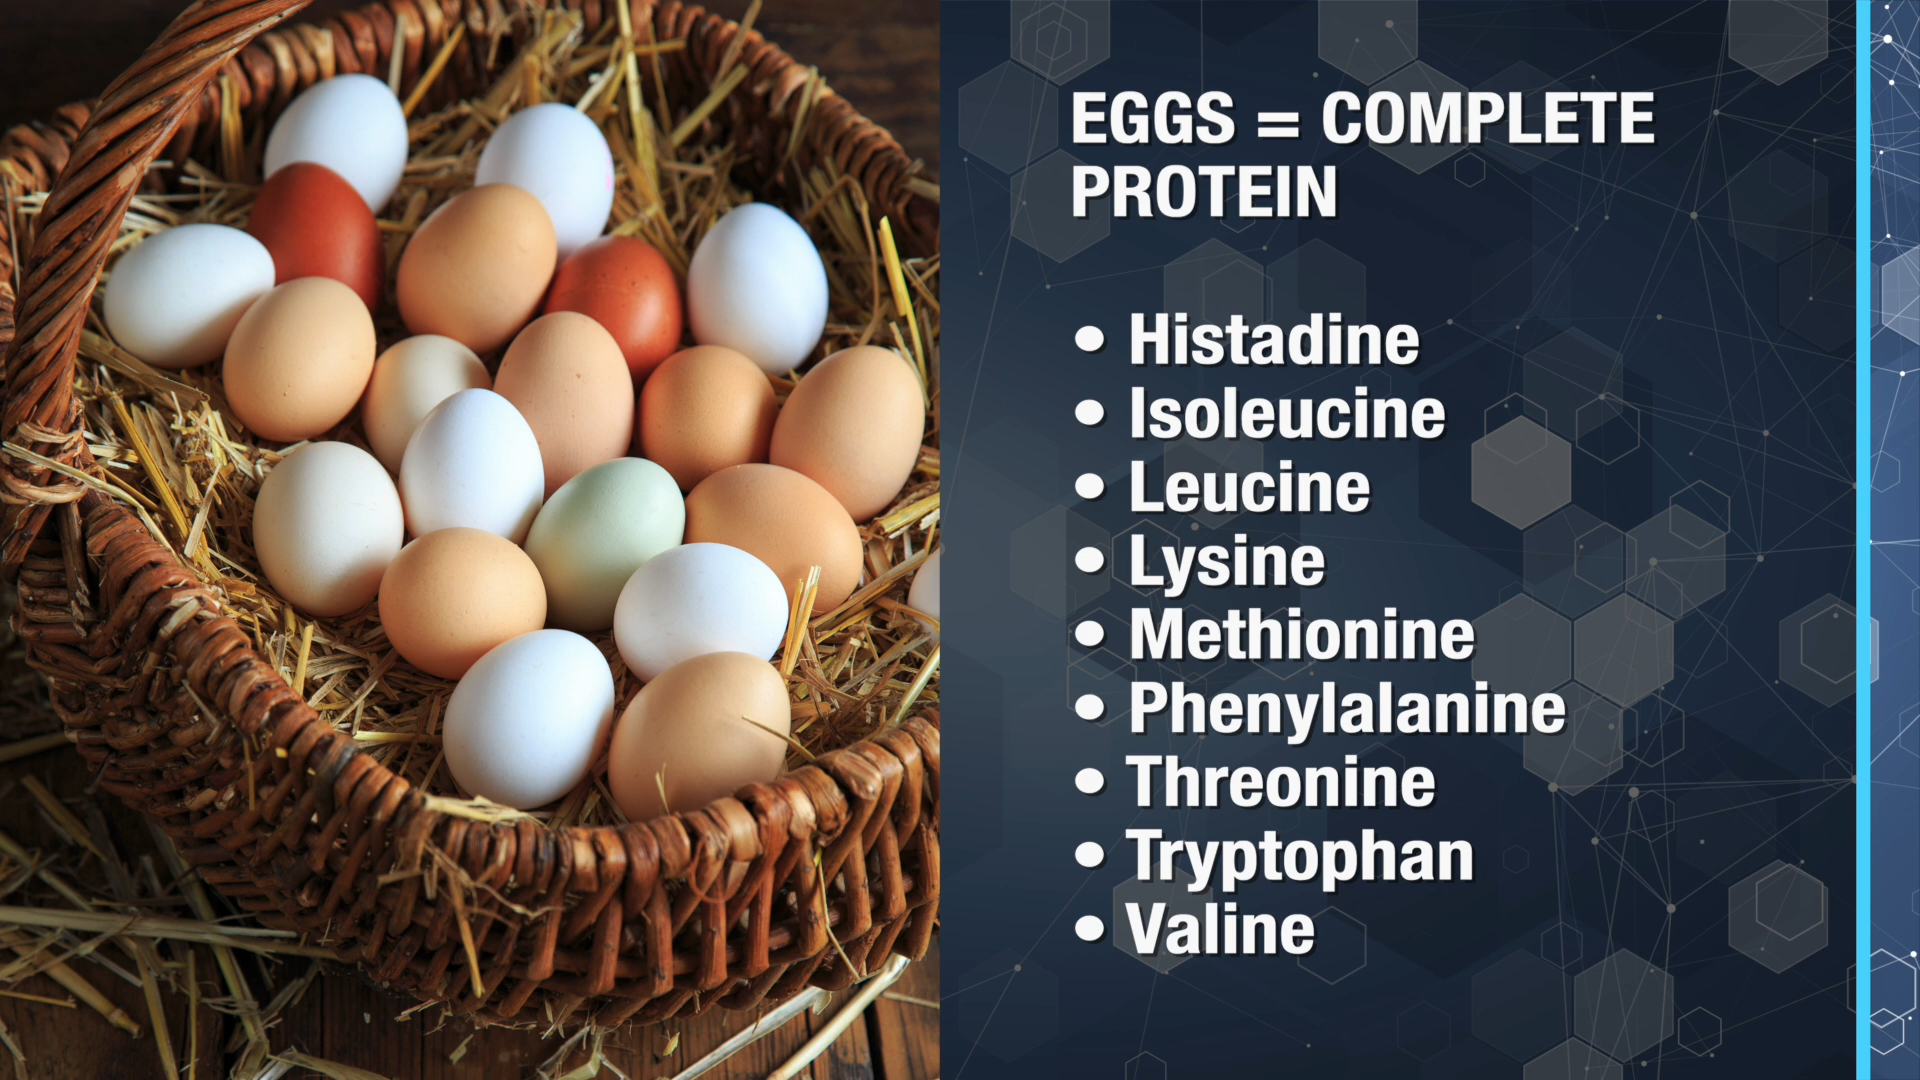 EGGS = COMPLETE
PROTEIN
• Histadine
• Isoleucine
• Leucine
• Lysine
• Methionine
• Phenylalanine
• Threonine
• Tryptophan
• Valine